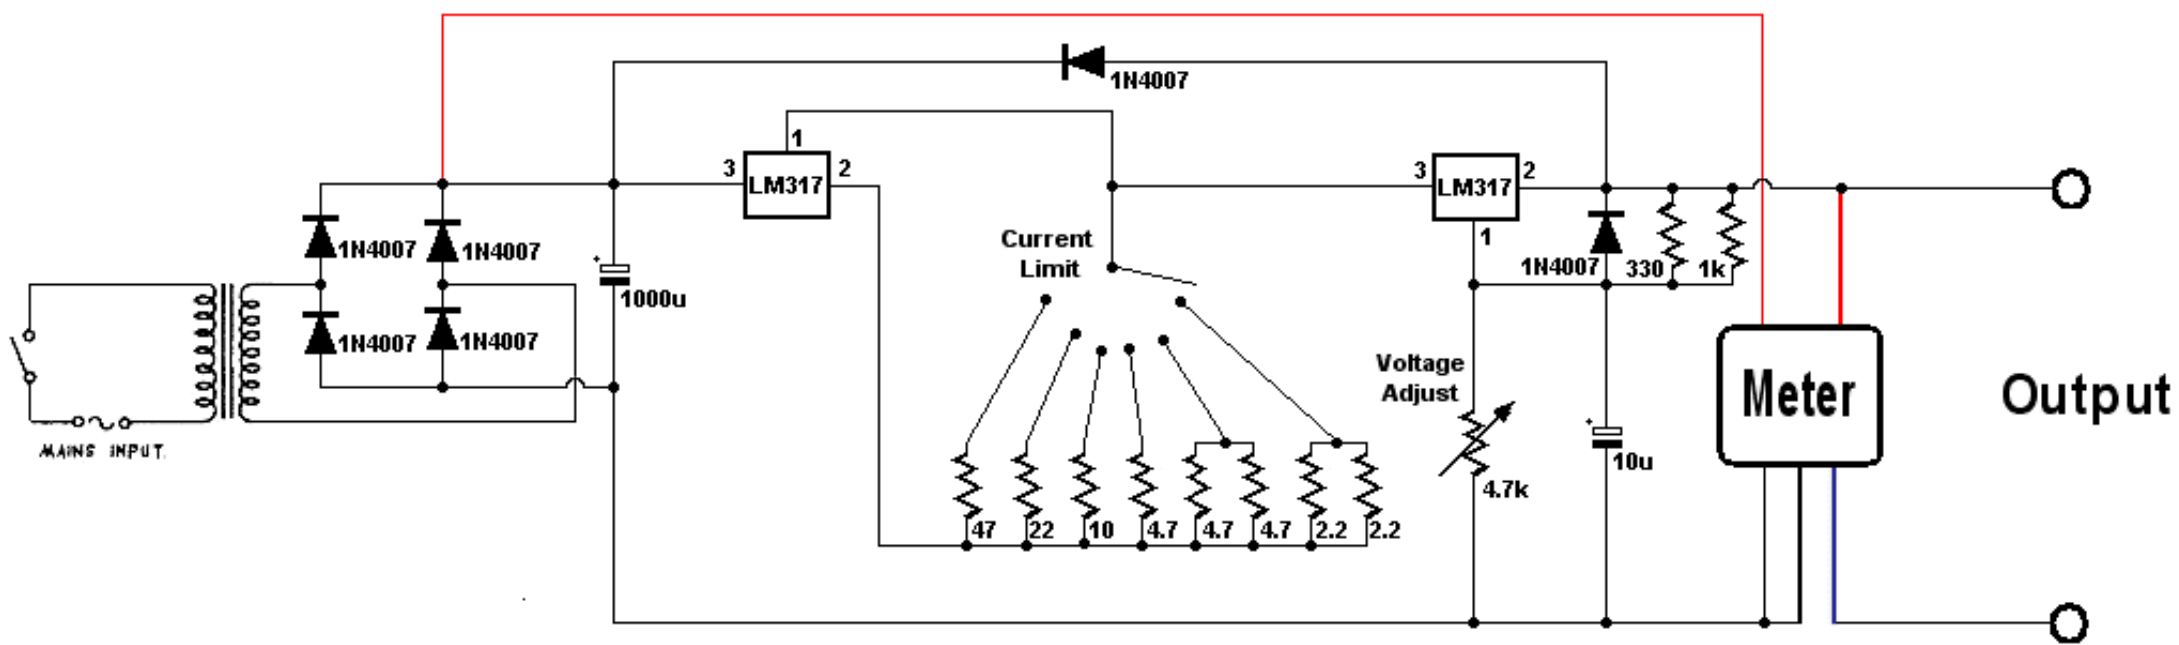 1N4007
1
3
LM317
2
3
LM317
2
1
1N4007
1N4007
1N4007
1N4007
1000u
Current
Limit
1N4007
330
1k
Voltage
Adjust
4.7k
10u
Meter
Output
MAINS INPUT.
47
22
10
4.7
4.7
4.7
2.2
2.2